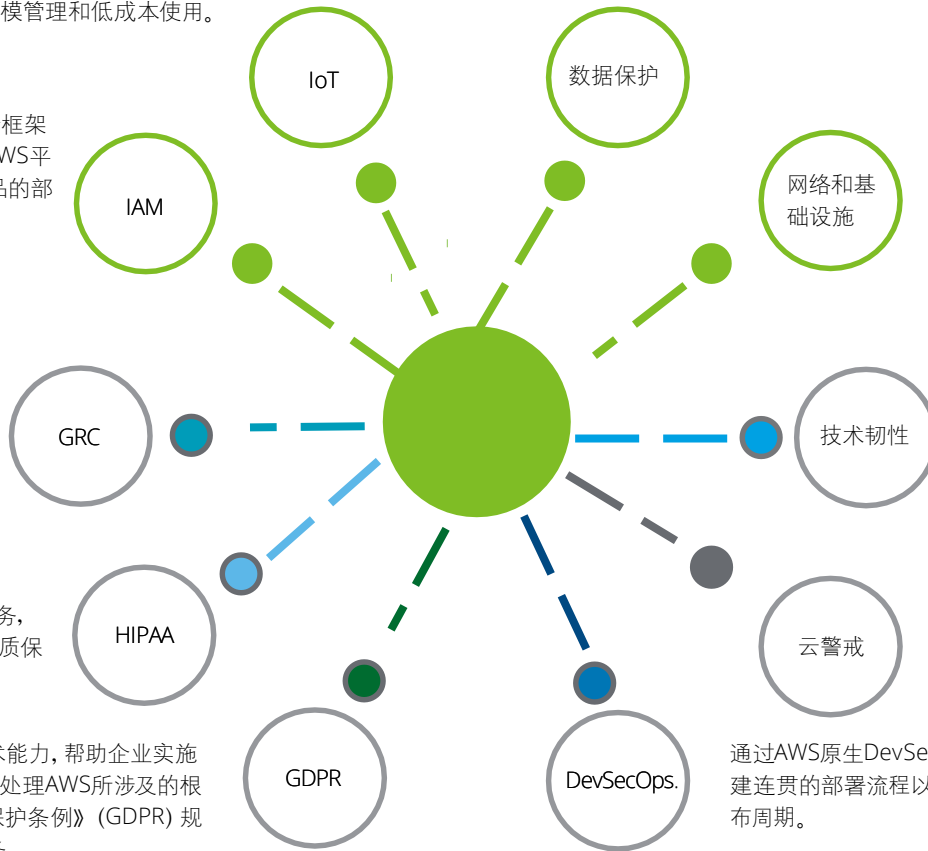 模管理和低成本使用。
IoT
数据保护
框架
WS平
品的部
IAM
网络和基
础设施
GRC
技术韧性
务,
质保
HIPAA
云警戒
术能力, 帮助企业实施
处理AWS所涉及的根
保护条例》 (GDPR) 规
GDPR
DevSecOps.
通过AWS原生DevSe
建连贯的部署流程以
布周期。